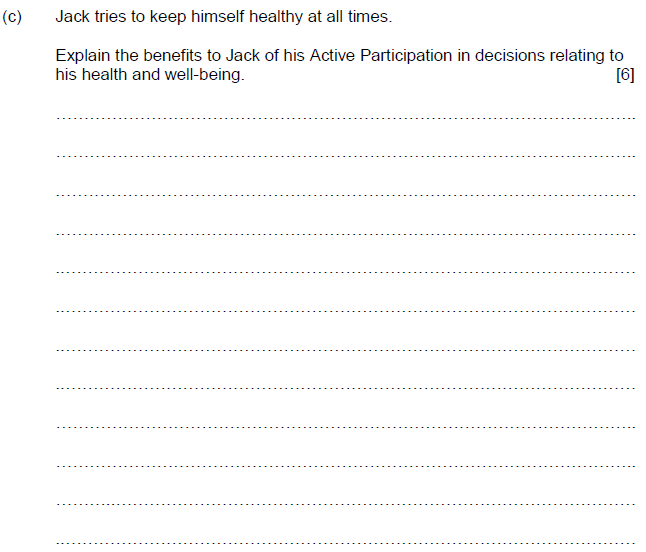 (c) Jack tries to keep himself healthy at all times.
Explain the benefits to Jack of his Active Participation in decisions relating to
his health and well-being. [6]